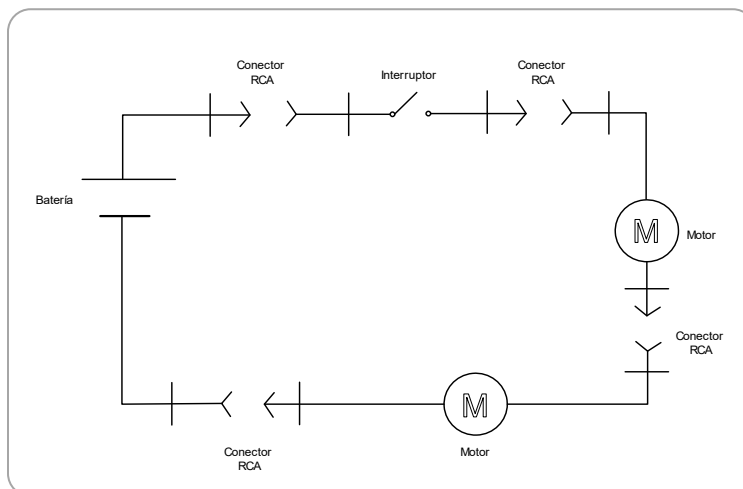 Conector
RCA
Interruptor
Conector
RCA
Batería
M
Motor
Conector
RCA
M
Conector
RCA
Motor